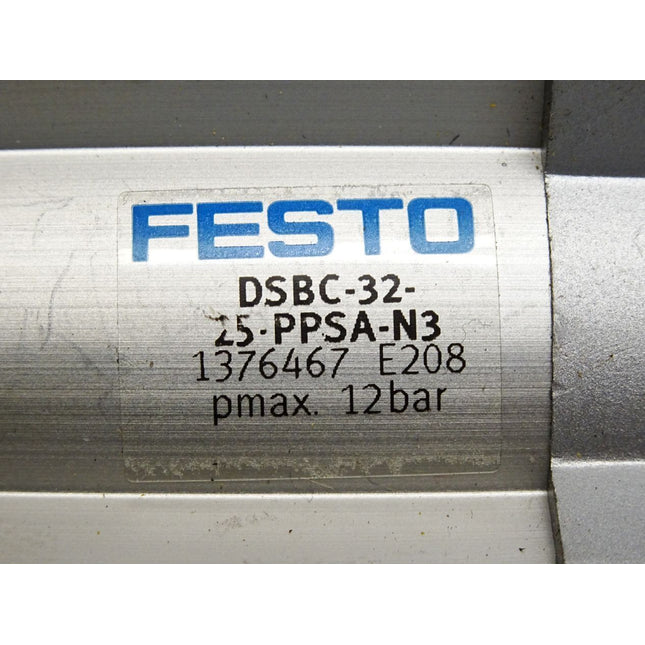 FESTO
DSBC-32-
25-PPSA-N3
1376467 E208
pmax. 12bar